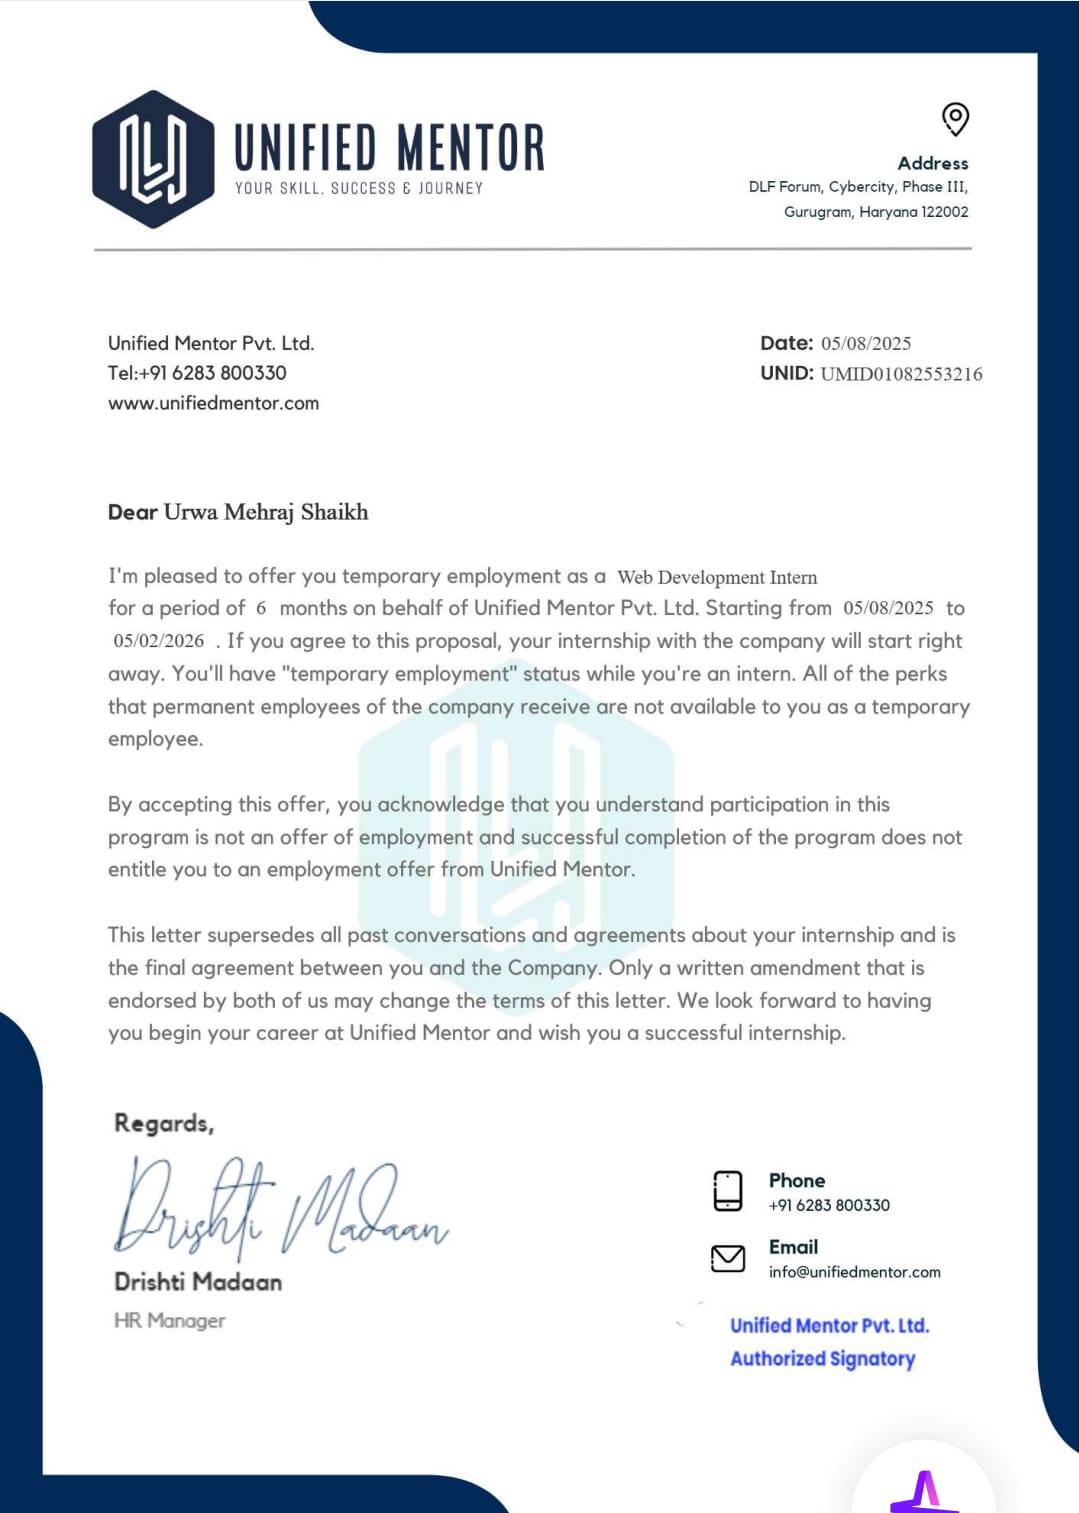 UNIFIED MENTOR
YOUR SKILL, SUCCESS & JOURNEY
Address
DLF Forum, Cybercity, Phase III,
Gurugram, Haryana 122002
Unified Mentor Pvt. Ltd.
Tel:+91 6283 800330
www.unifiedmentor.com
Date: 05/08/2025
UNID: UMID01082553216
Dear Urwa Mehraj Shaikh
I'm pleased to offer you temporary employment as a Web Development Intern
for a period of 6 months on behalf of Unified Mentor Pvt. Ltd. Starting from 05/08/2025 to
05/02/2026 . If you agree to this proposal, your internship with the company will start right
away. You'll have "temporary employment" status while you're an intern. All of the perks
that permanent employees of the company receive are not available to you as a temporary
employee.
By accepting this offer, you acknowledge that you understand participation in this
program is not an offer of employment and successful completion of the program does not
entitle you to an employment offer from Unified Mentor.
This letter supersedes all past conversations and agreements about your internship and is
the final agreement between you and the Company. Only a written amendment that is
endorsed by both of us may change the terms of this letter. We look forward to having
you begin your career at Unified Mentor and wish you a successful internship.
Regards,
Drishti Madaan
Drishti Madaan
HR Manager
Phone
+91 6283 800330
Email
info@unifiedmentor.com
Unified Mentor Pvt. Ltd.
Authorized Signatory